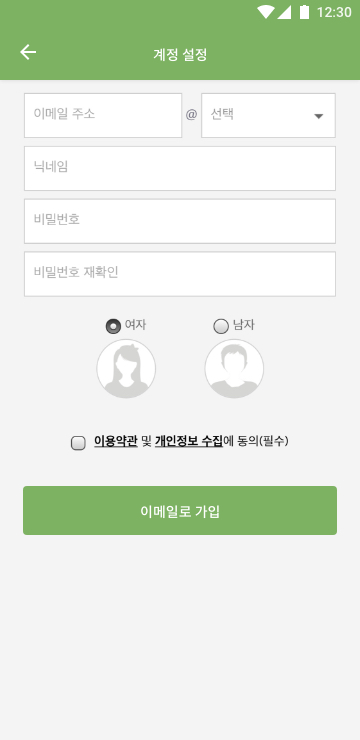 12:30
계정 설정
이메일 주소 @ 선택
닉네임
비밀번호
비밀번호 재확인
여자 남자
이용약관 및 개인정보 수집에 동의(필수)
이메일로 가입